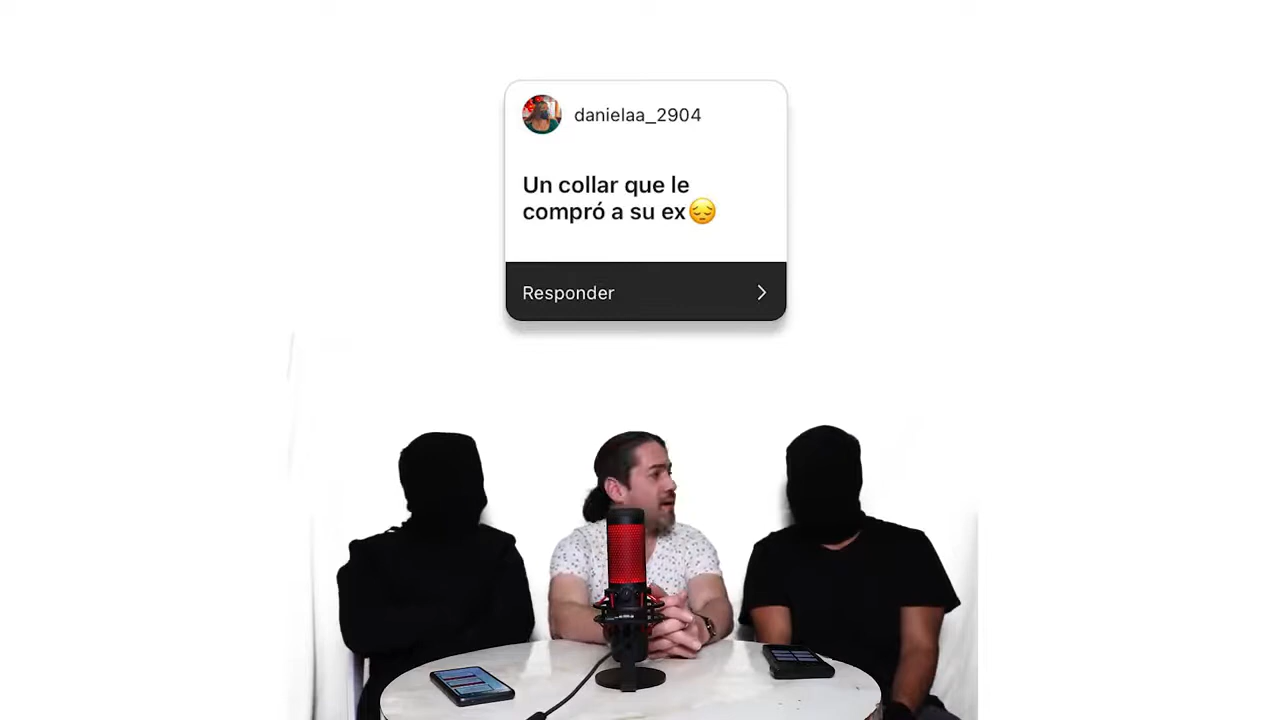 danielaa_2904
Un collar que le
compró a su ex😔
Responder